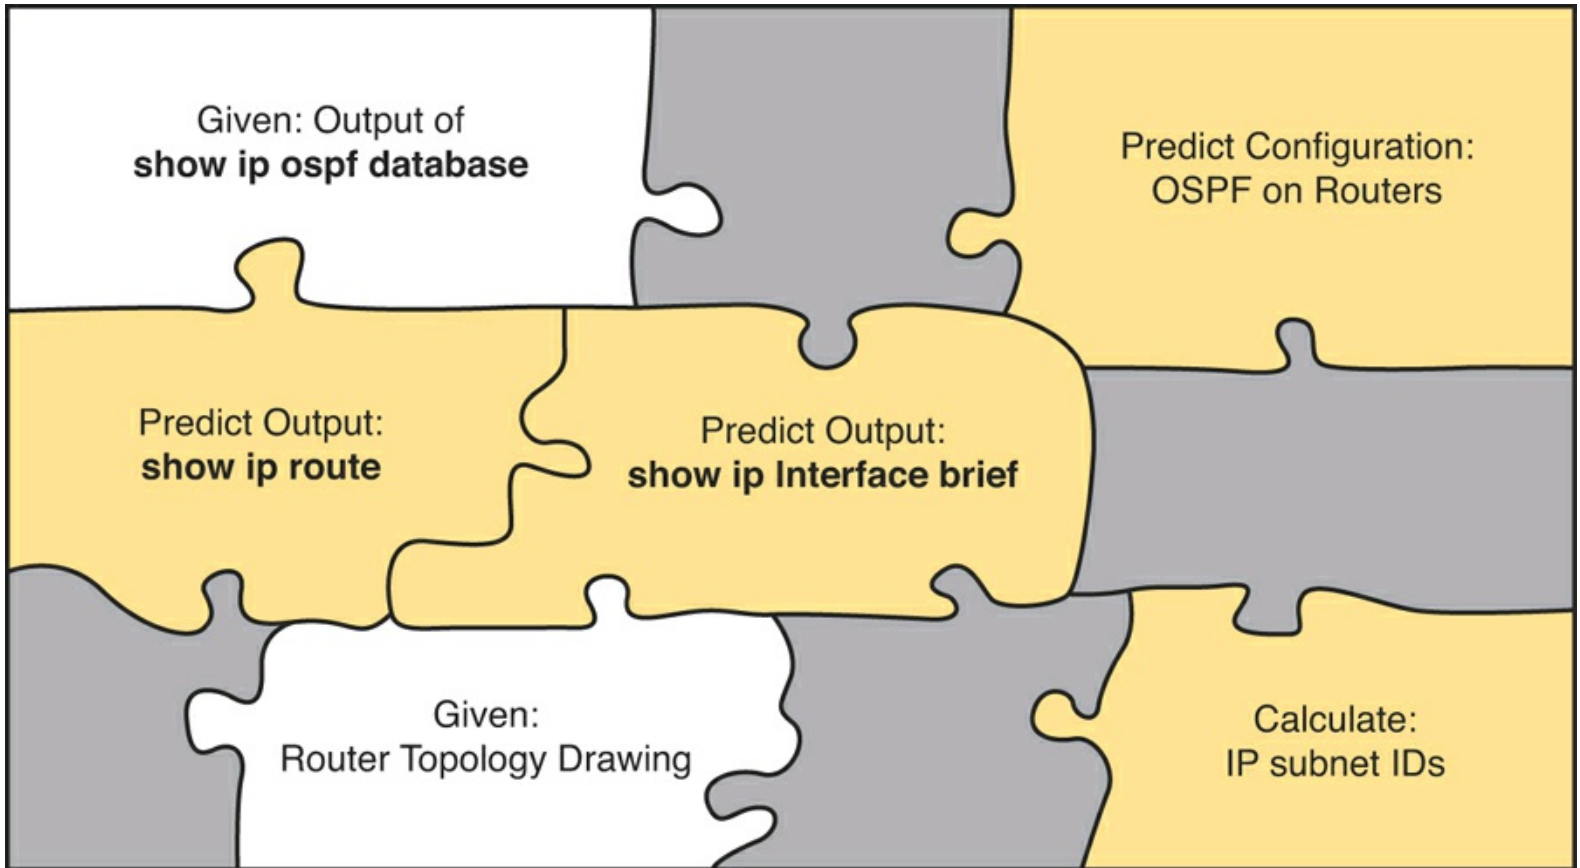 Given: Output of
show ip ospf database
Predict Configuration:
OSPF on Routers
Predict Output:
show ip route
Predict Output:
show ip Interface brief
Given:
Router Topology Drawing
Calculate:
IP subnet IDs